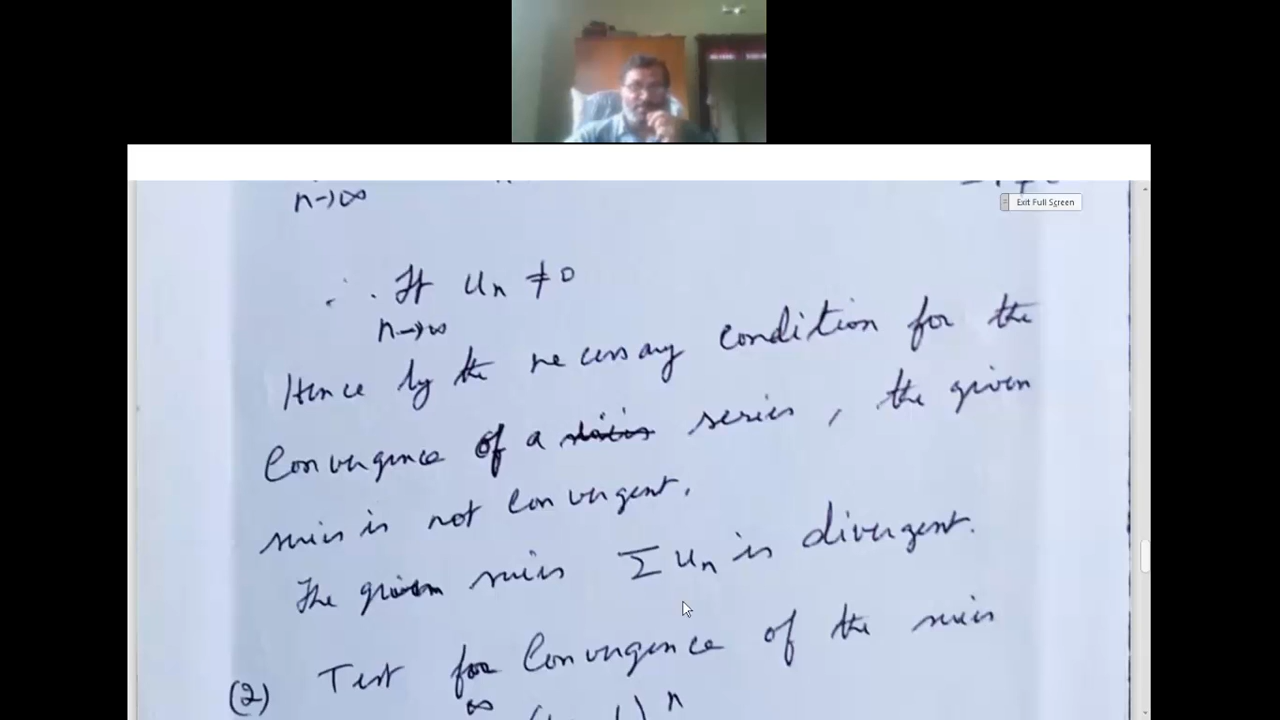 n→∞
Exit Full Screen
∴ lt uₙ ≠ 0
n→∞
Hence by the necessary condition for the
Convergence of a series, the given
series is not Convergent.
The given series Σ uₙ is divergent.
(2) Test for Convergence of the series
∞ n